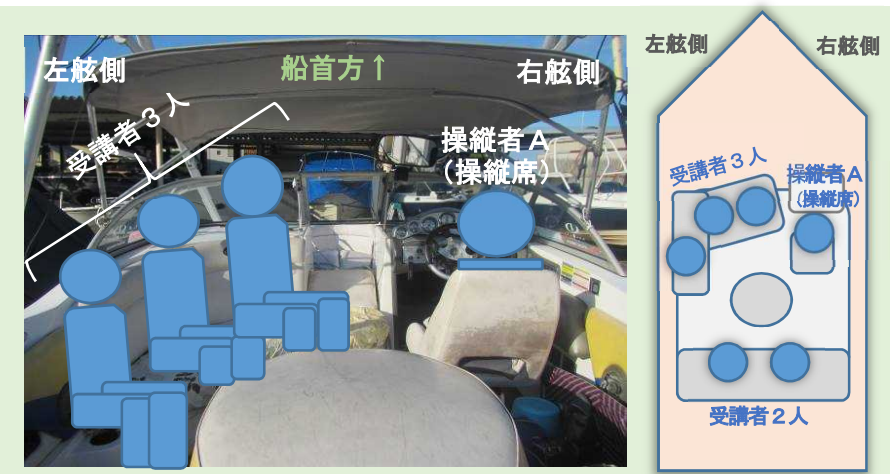 左舷側
船首方↑
右舷側
受講者3人
操縦者A
(操縦席)
左舷側
右舷側
受講者3人
操縦者A
(操縦席)
受講者2人